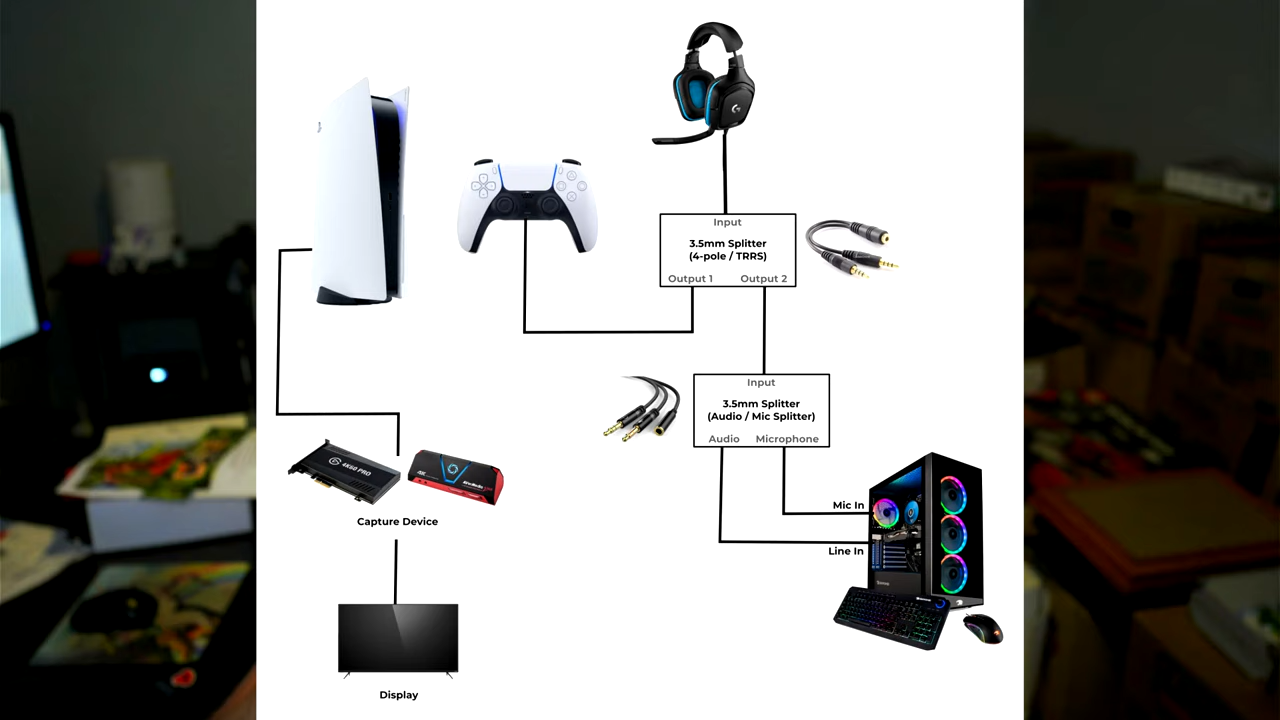 Input
3.5mm Splitter
(4-pole / TRRS)
Output 1 Output 2
Input
3.5mm Splitter
(Audio / Mic Splitter)
Audio Microphone
4K60 PRO
Capture Device
Mic In
Line In
Display